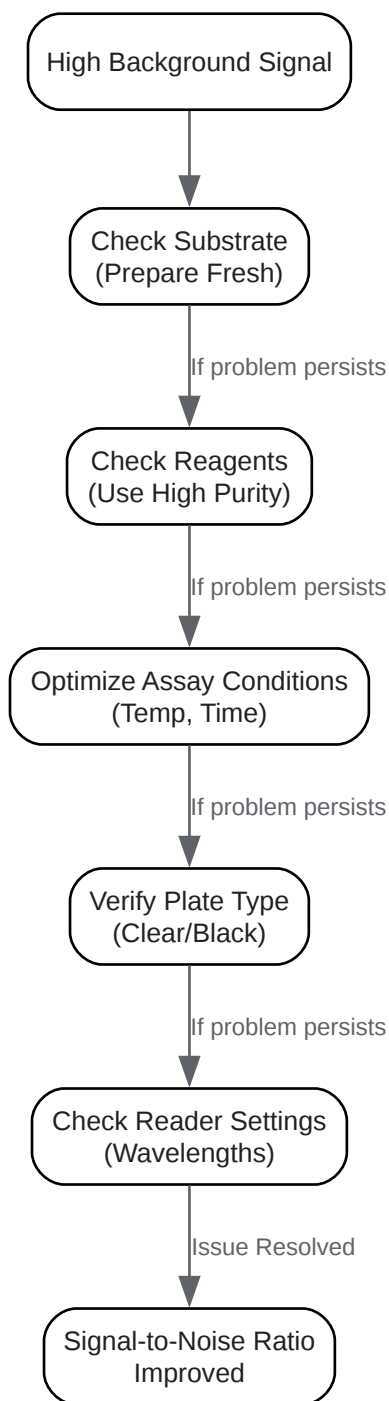 High Background Signal
Check Substrate
(Prepare Fresh)
If problem persists
Check Reagents
(Use High Purity)
If problem persists
Optimize Assay Conditions
(Temp, Time)
If problem persists
Verify Plate Type
(Clear/Black)
If problem persists
Check Reader Settings
(Wavelengths)
Issue Resolved
Signal-to-Noise Ratio
Improved